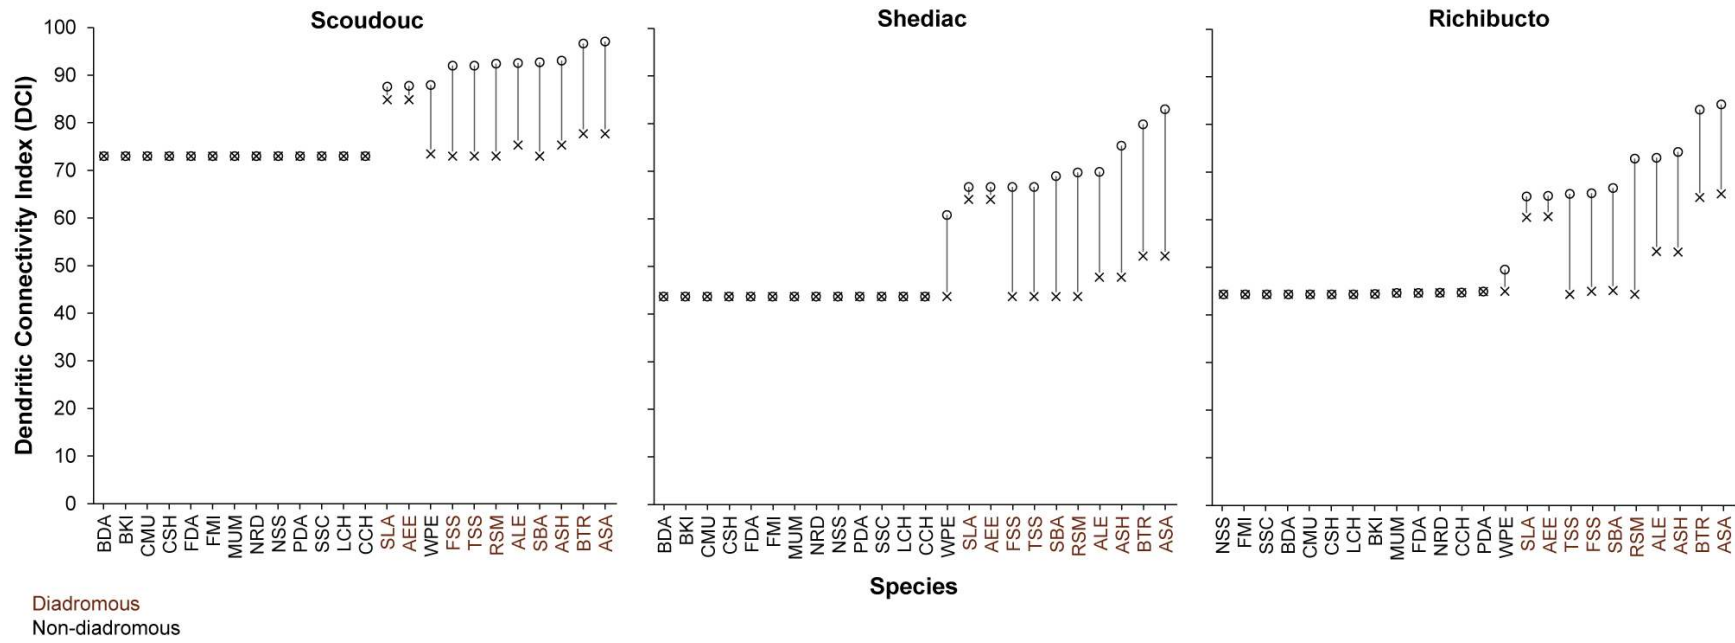 Scoudouc
Shediac
Richibucto
Dendritic Connectivity Index (DCI)
100
90
80
70
60
50
40
30
20
10
0
BDA BKI CMU CSH FDA FMI MUM NRD NSS PDA SSC LCH CCH SLA AEE WPE FSS TSS RSM ALE SBA ASH BTR ASA
BDA BKI CMU CSH FDA FMI MUM NRD NSS PDA SSC LCH CCH WPE SLA AEE FSS TSS SBA RSM ALE ASH BTR ASA
NSS FMI SSC BDA CMU CSH LCH BKI MUM FDA NRD CCH PDA WPE SLA AEE TSS FSS SBA RSM ALE ASH BTR ASA
Species
Diadromous
Non-diadromous